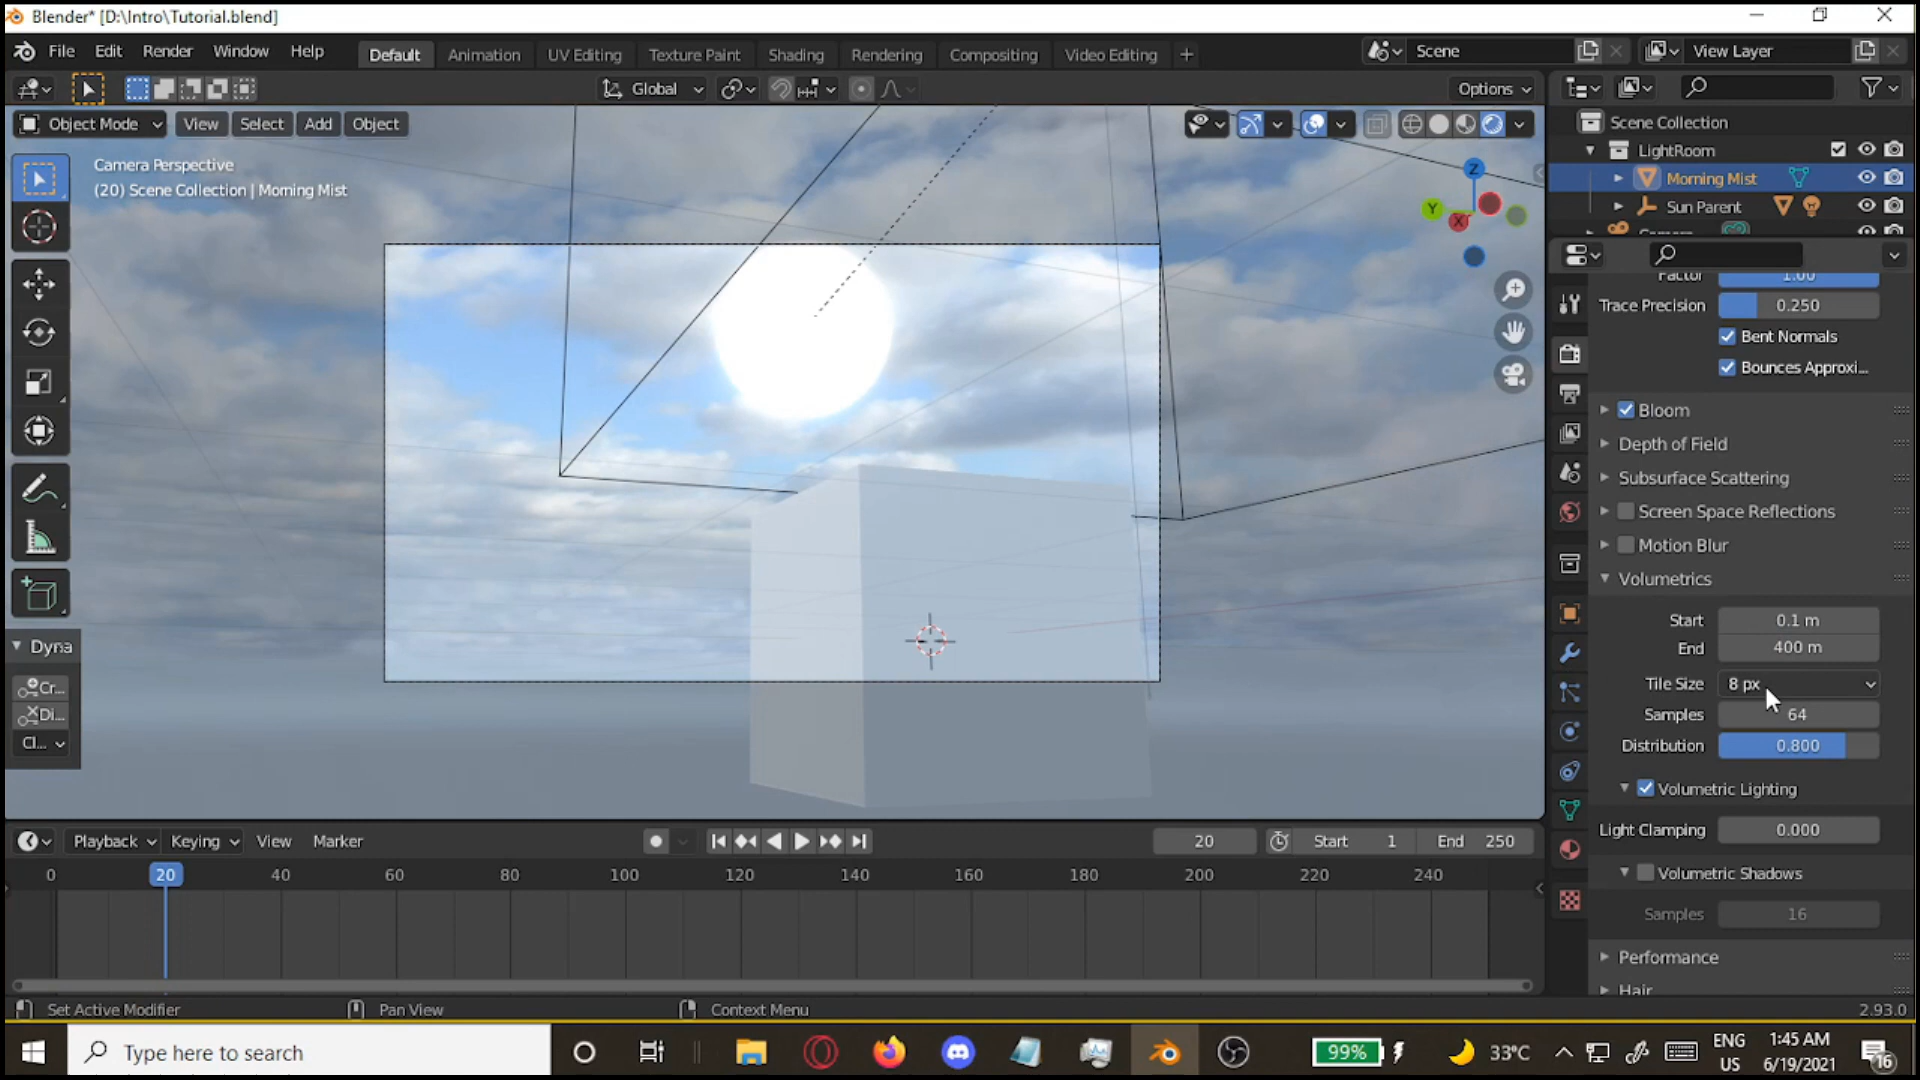 Blender* [D:\Intro\Tutorial.blend]
File Edit Render Window Help Default Animation UV Editing Texture Paint Shading Rendering Compositing Video Editing + Scene View Layer
Global Options
Object Mode View Select Add Object
Camera Perspective
(20) Scene Collection | Morning Mist
Z
Y
X
Scene Collection
LightRoom
Morning Mist
Sun Parent
Camera
Factor 1.00
Trace Precision 0.250
Bent Normals
Bounces Approxi...
Bloom
Depth of Field
Subsurface Scattering
Screen Space Reflections
Motion Blur
Volumetrics
Start 0.1 m
End 400 m
Tile Size 8 px
Samples 64
Distribution 0.800
Volumetric Lighting
Light Clamping 0.000
Volumetric Shadows
Samples 16
Performance
Hair
Dyna
Cr...
Di...
Cl...
Playback Keying View Marker 20 Start 1 End 250
0 20 40 60 80 100 120 140 160 180 200 220 240
Set Active Modifier Pan View Context Menu 2.93.0
Type here to search 99% 33°C ENG US 1:45 AM 6/19/2021 16